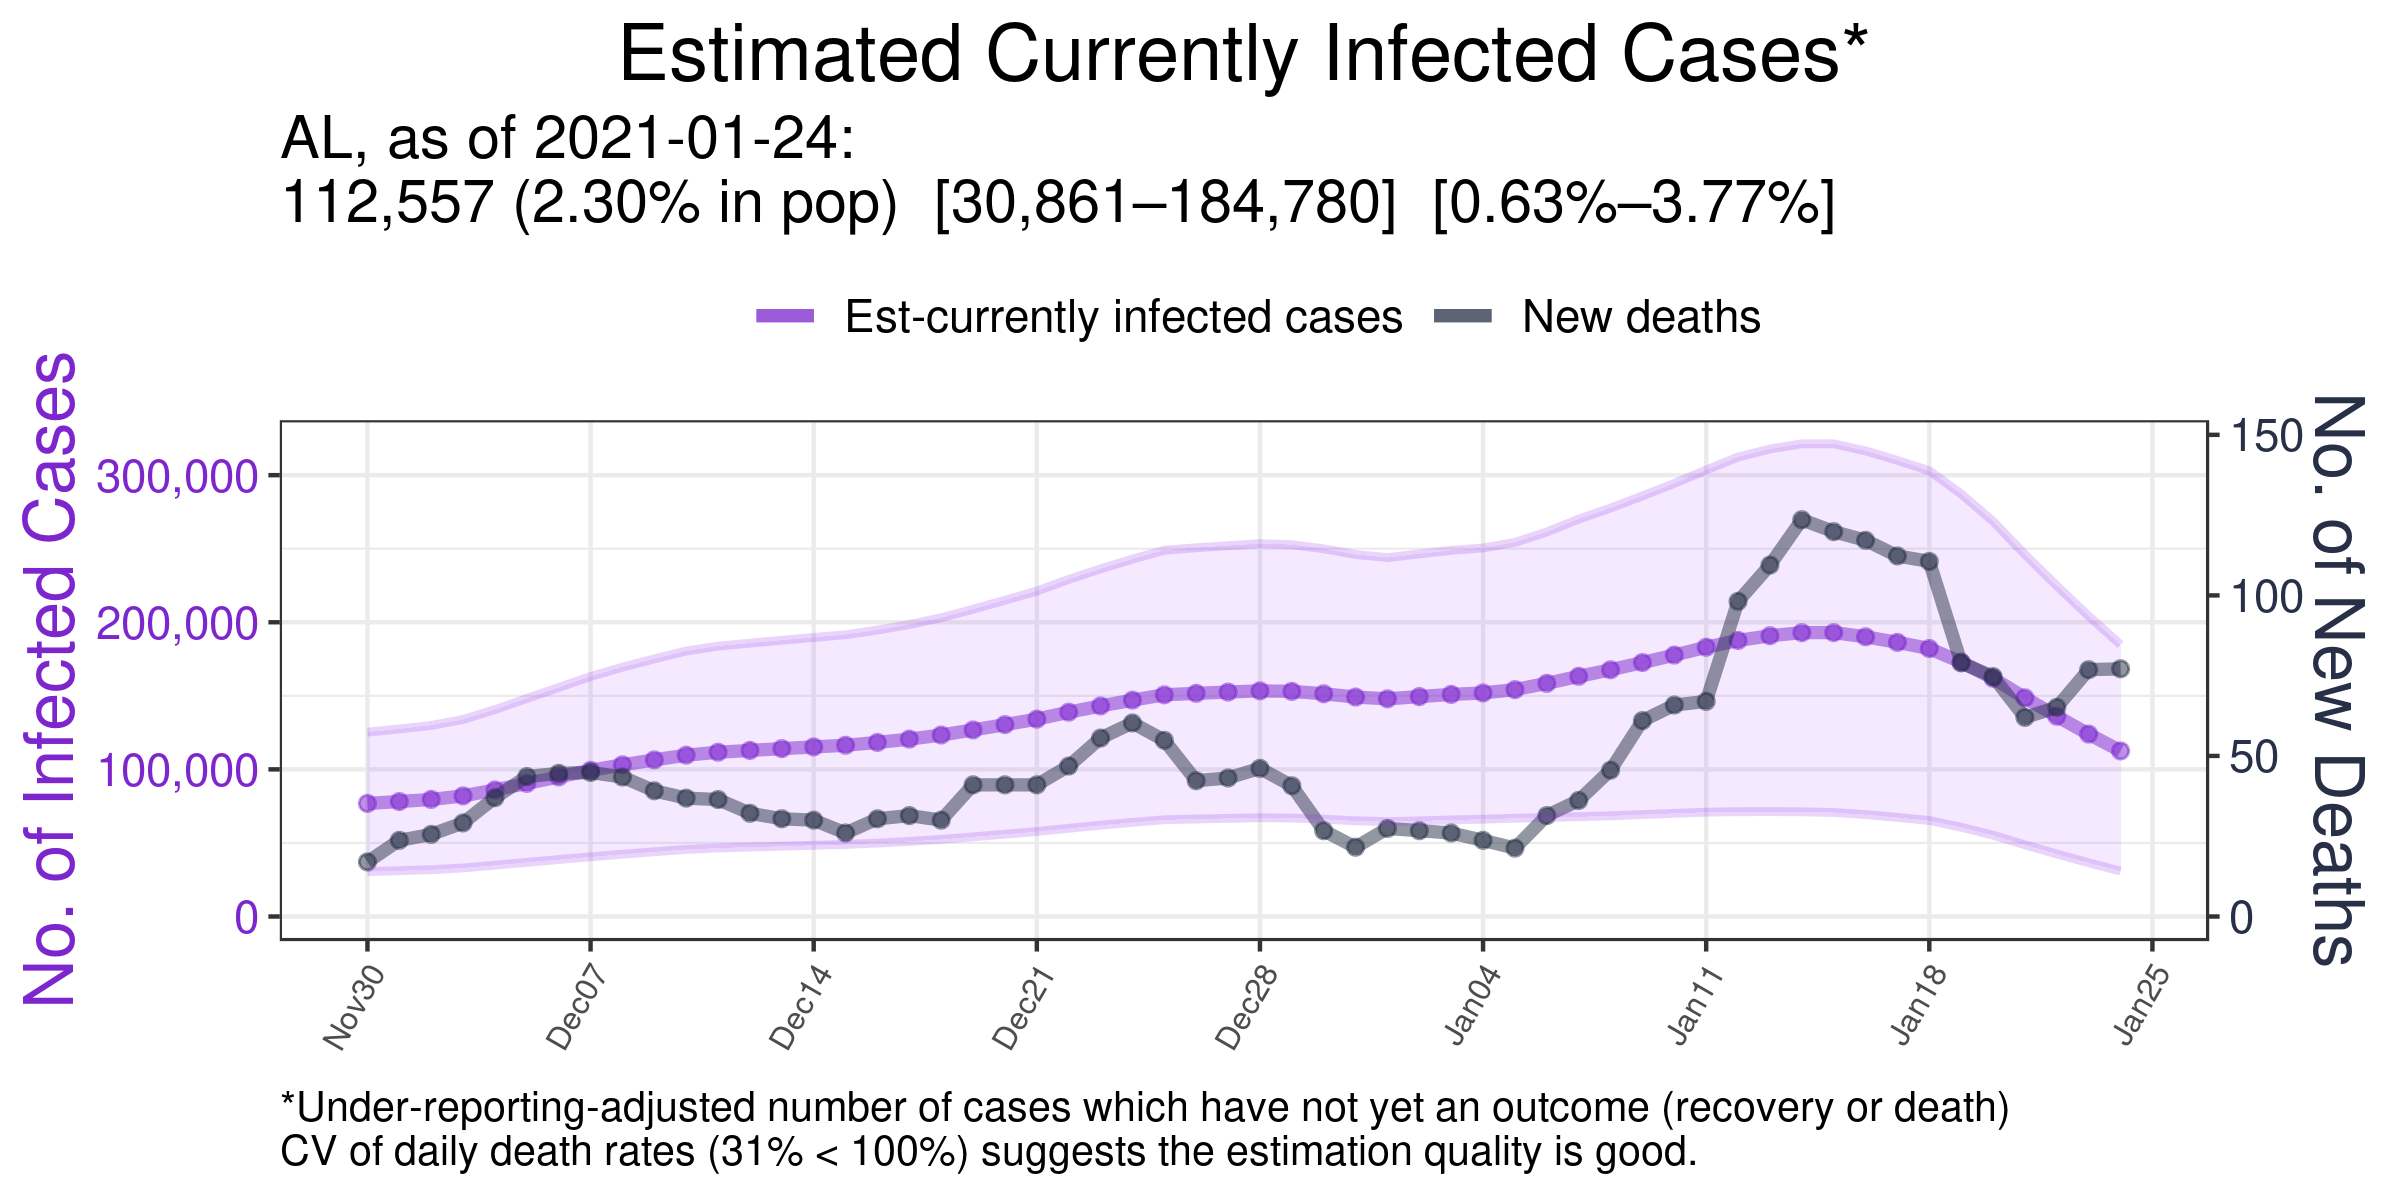 Estimated Currently Infected Cases*
AL, as of 2021-01-24:
112,557 (2.30% in pop) [30,861–184,780] [0.63%–3.77%]
Est-currently infected cases
New deaths
No. of Infected Cases
300,000
200,000
100,000
0
150
100
50
0
No. of New Deaths
Nov30
Dec07
Dec14
Dec21
Dec28
Jan04
Jan11
Jan18
Jan25
*Under-reporting-adjusted number of cases which have not yet an outcome (recovery or death)
CV of daily death rates (31% < 100%) suggests the estimation quality is good.